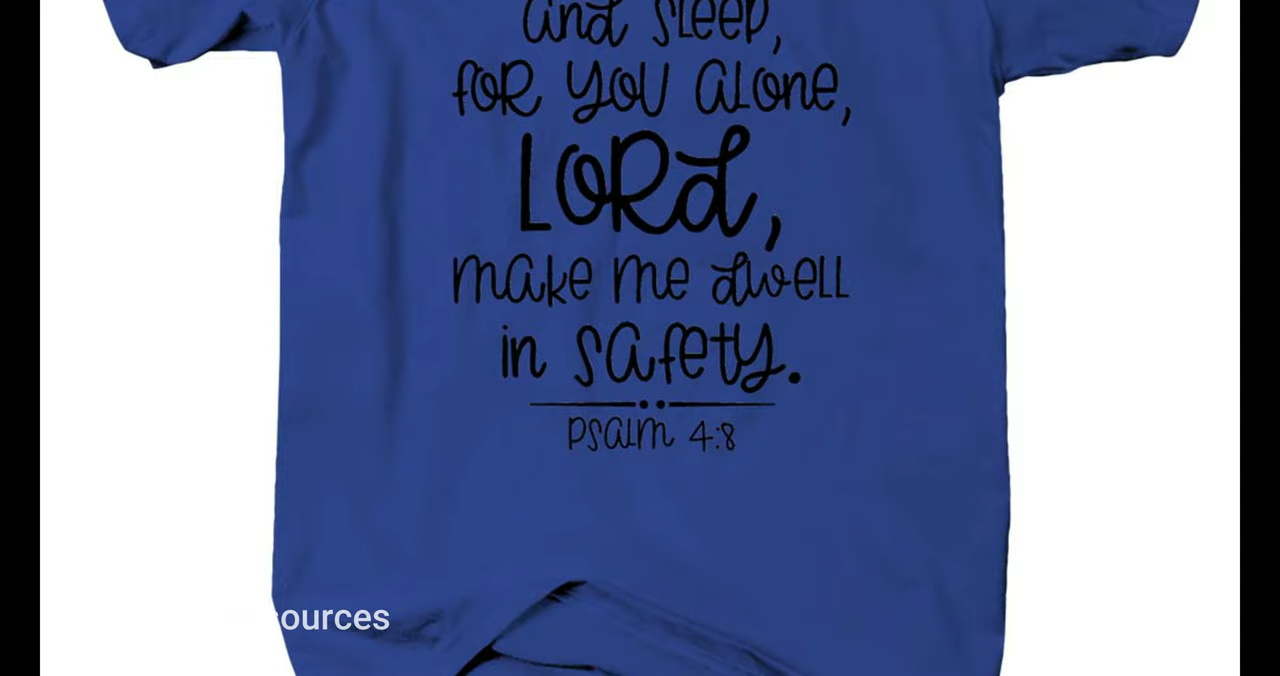 and sleep,
for you alone,
LORd,
make me dwell
in safety.
Psalm 4:8
ources